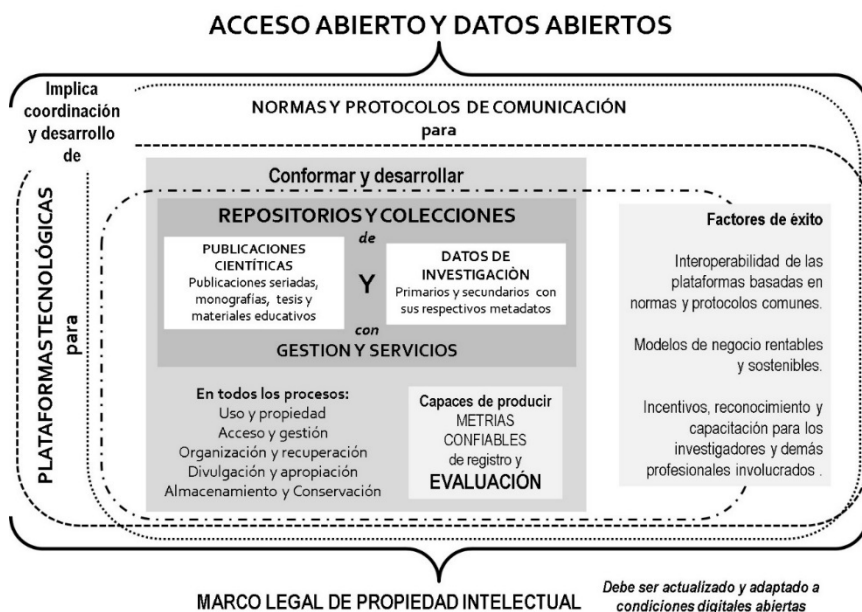 ACCESO ABIERTO Y DATOS ABIERTOS
Implica
coordinación
y desarrollo
de
NORMAS Y PROTOCOLOS DE COMUNICACIÓN
para
PLATAFORMAS TECNOLÓGICAS
para
Conformar y desarrollar
REPOSITORIOS Y COLECCIONES
de
PUBLICACIONES
CIENTÍFICAS
Publicaciones seriadas,
monografías, tesis y
materiales educativos
Y
DATOS DE
INVESTIGACIÒN
Primarios y secundarios con
sus respectivos metadatos
con
GESTION Y SERVICIOS
En todos los procesos:
Uso y propiedad
Acceso y gestión
Organización y recuperación
Divulgación y apropiación
Almacenamiento y Conservación
Capaces de producir
METRIAS
CONFIABLES
de registro y
EVALUACIÓN
Factores de éxito
Interoperabilidad de las
plataformas basadas en
normas y protocolos comunes.
Modelos de negocio rentables
y sostenibles.
Incentivos, reconocimiento y
capacitación para los
investigadores y demás
profesionales involucrados .
MARCO LEGAL DE PROPIEDAD INTELECTUAL
Debe ser actualizado y adaptado a
condiciones digitales abiertas